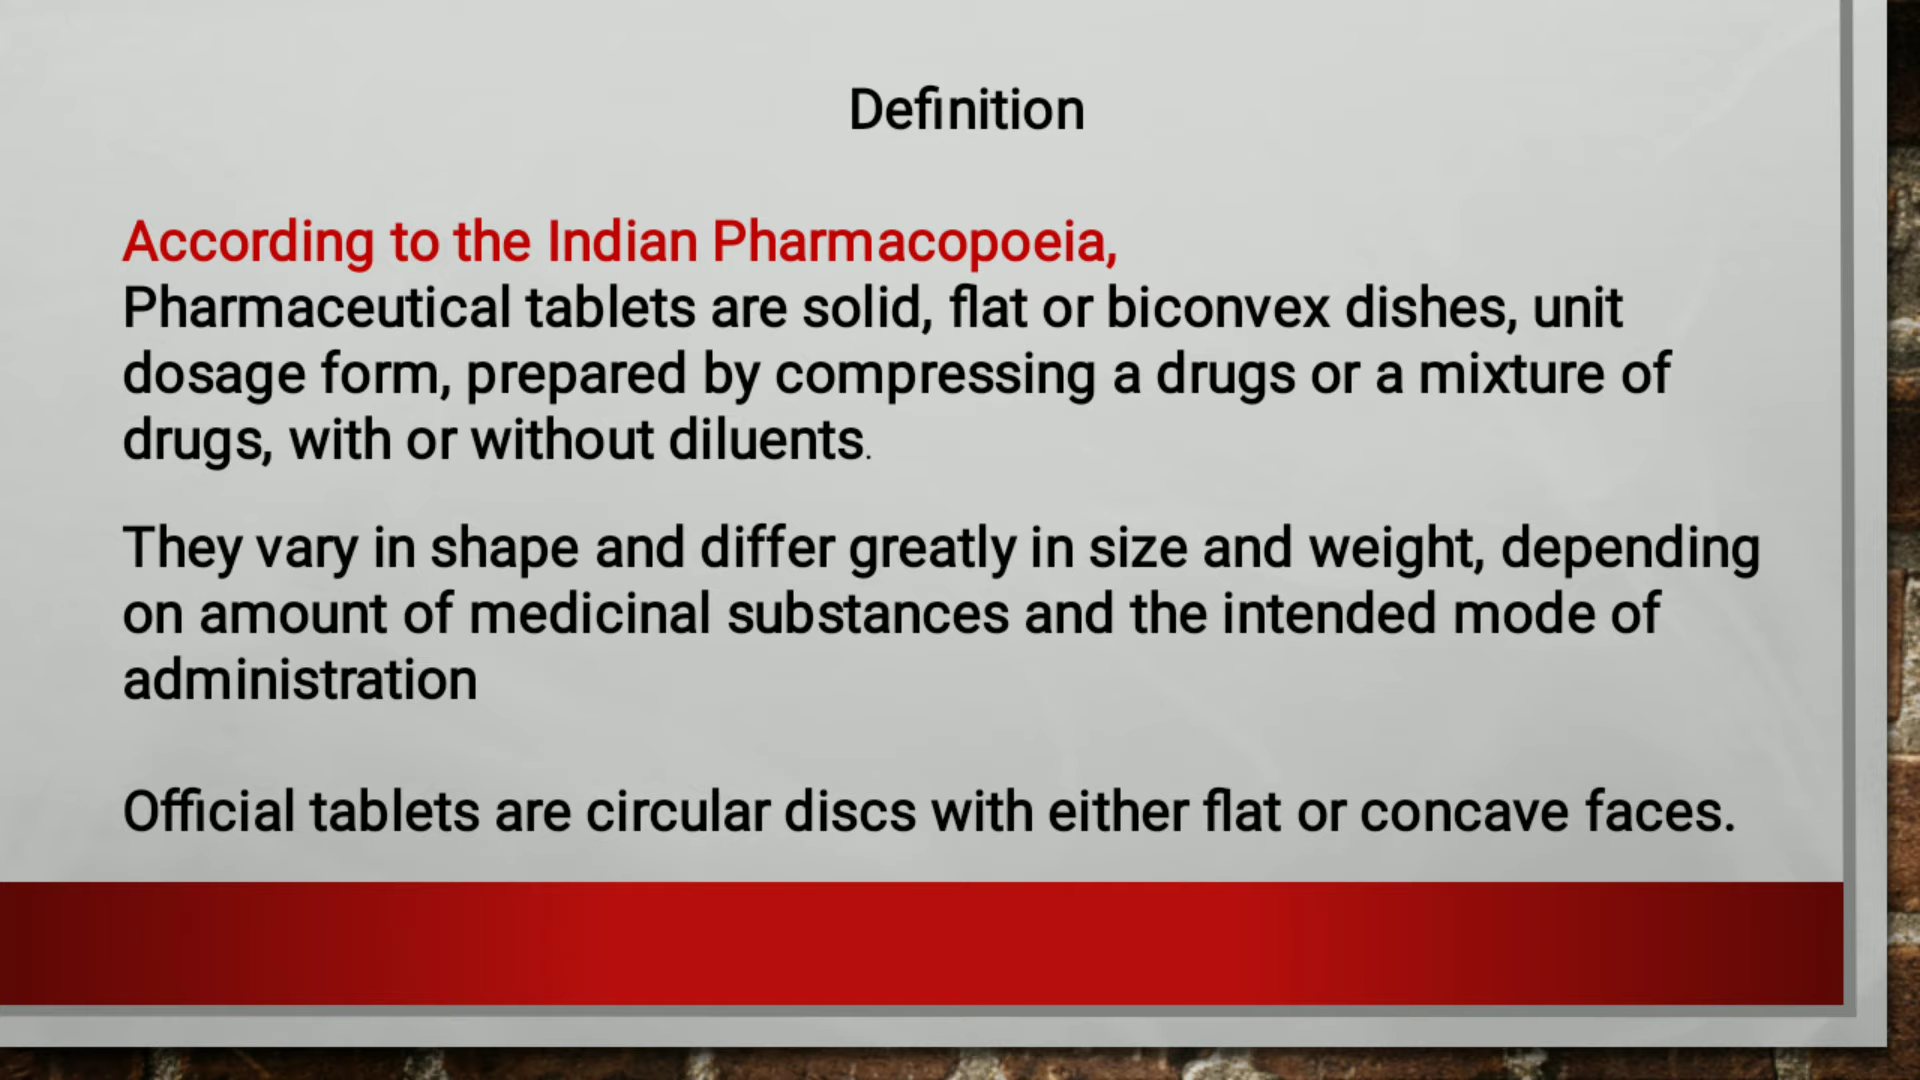 Definition
According to the Indian Pharmacopoeia,
Pharmaceutical tablets are solid, flat or biconvex dishes, unit
dosage form, prepared by compressing a drugs or a mixture of
drugs, with or without diluents.
They vary in shape and differ greatly in size and weight, depending
on amount of medicinal substances and the intended mode of
administration
Official tablets are circular discs with either flat or concave faces.